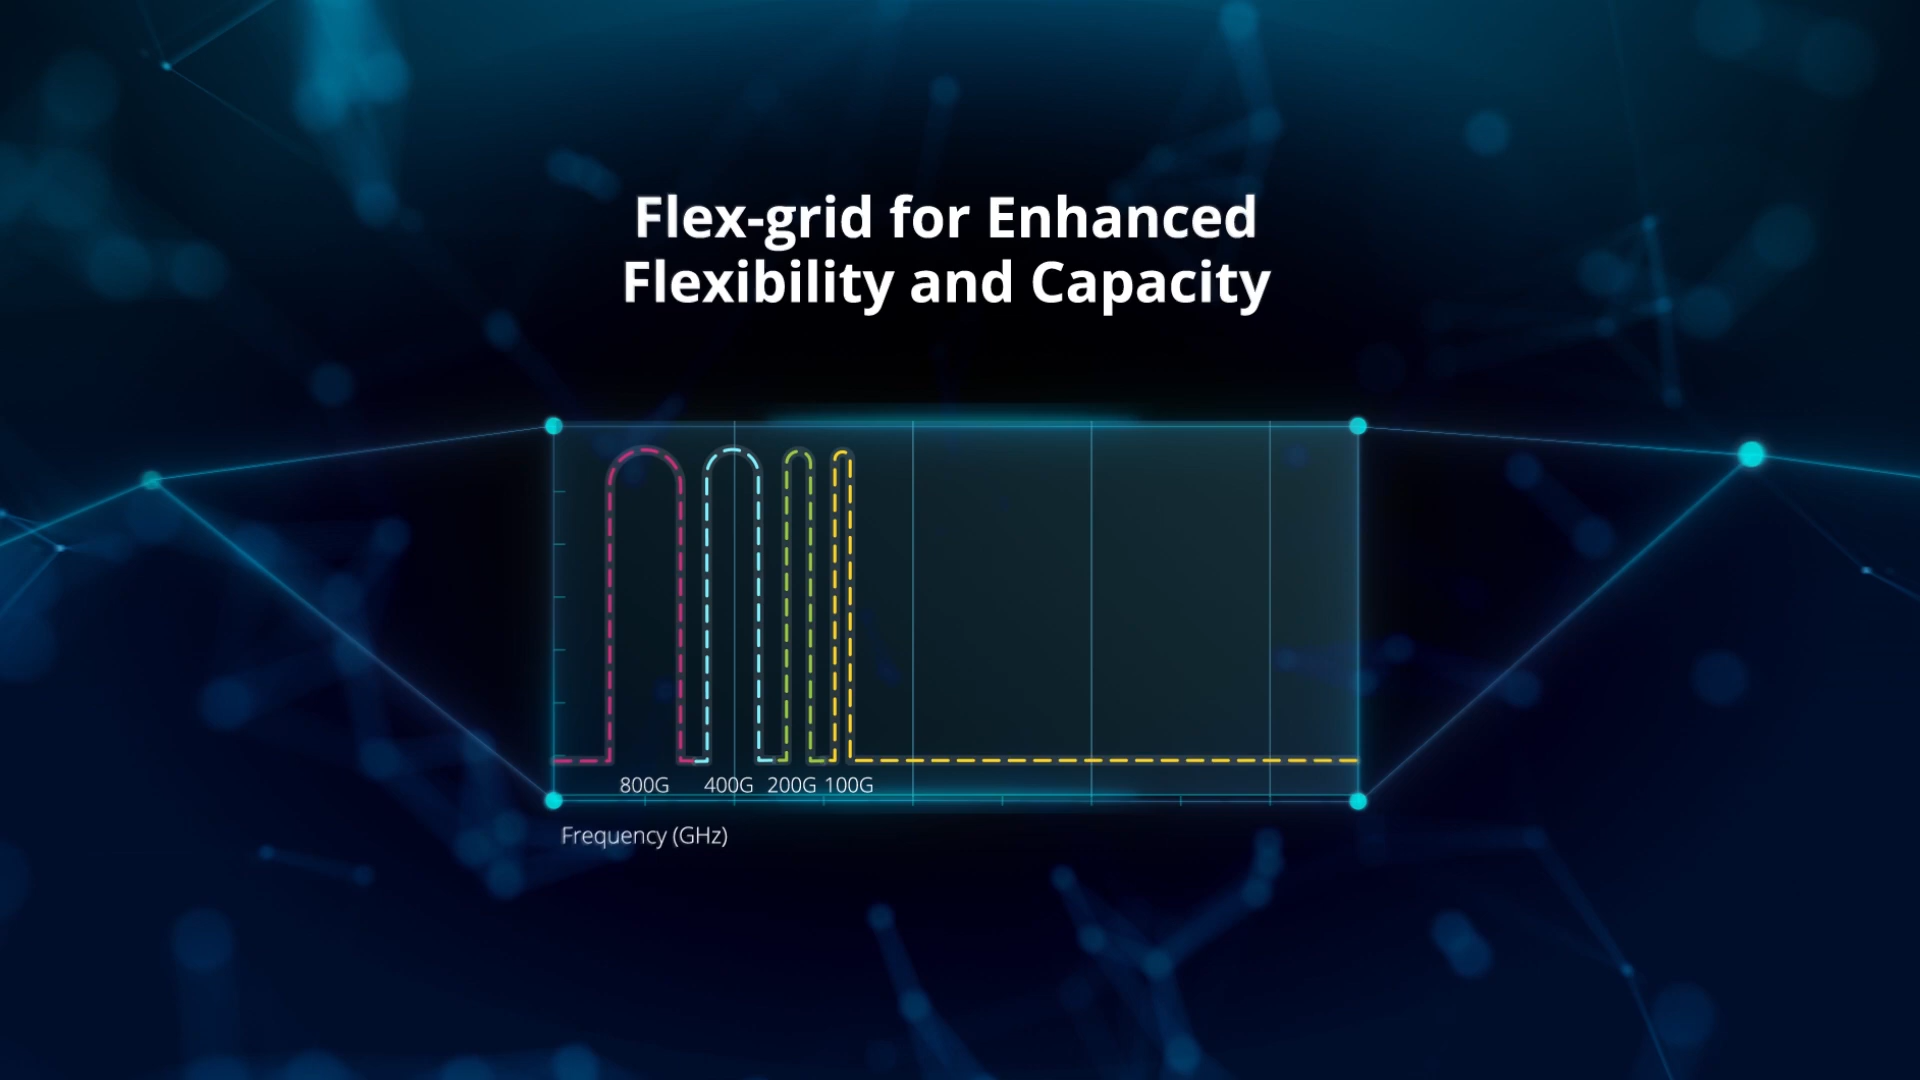 Flex-grid for Enhanced
Flexibility and Capacity
800G 400G 200G 100G
Frequency (GHz)